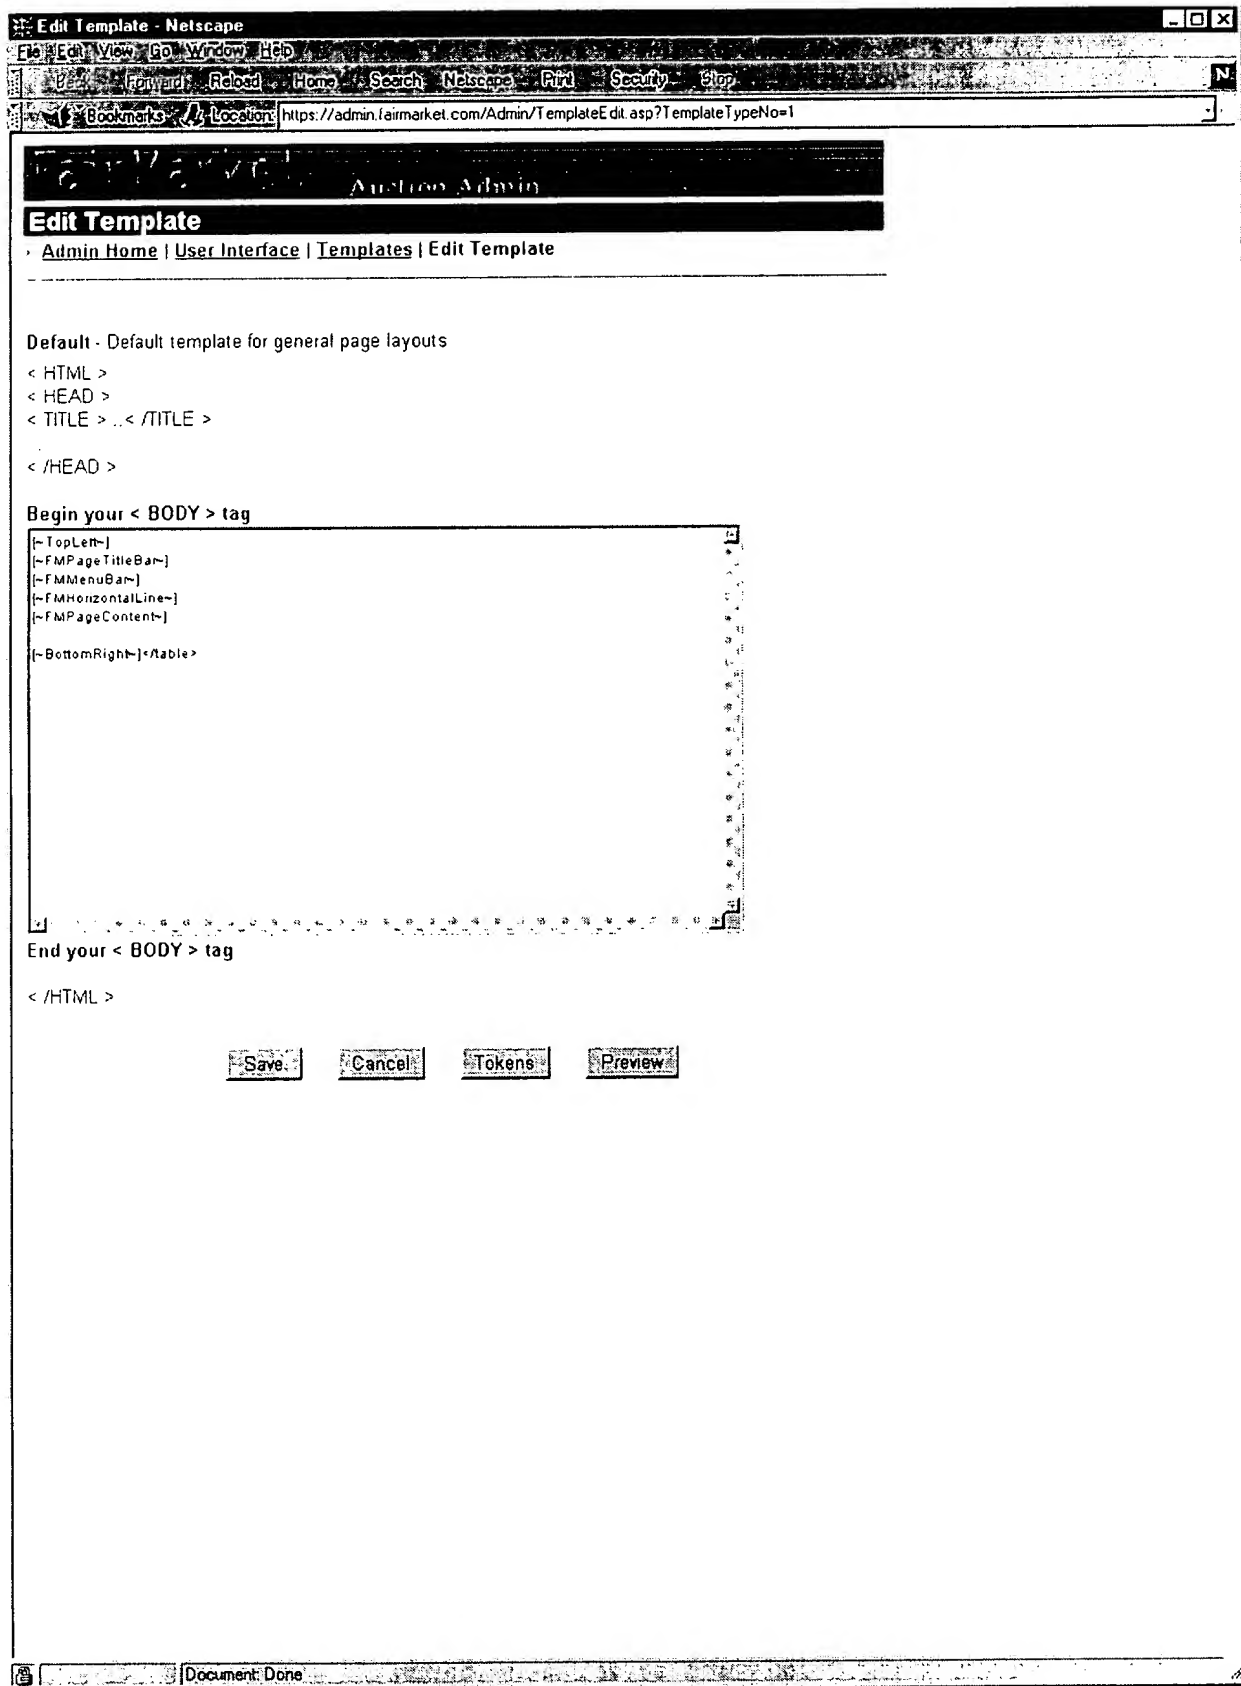 Edit Template - Netscape
File Edit View Go Window Help
Back Forward Reload Home Search Netscape Print Security Stop
N
Bookmarks Location: https://admin.fairmarket.com/Admin/TemplateEdit.asp?TemplateTypeNo=1
FairMarket
Auction Admin
Edit Template
Admin Home | User Interface | Templates | Edit Template
Default - Default template for general page layouts
< HTML >
< HEAD >
< TITLE > ..< /TITLE >
< /HEAD >
Begin your < BODY > tag
[~TopLeft~]
[~FMPageTitleBar~]
[~FMMenuBar~]
[~FMHorizontalLine~]
[~FMPageContent~]
[~BottomRight~]</table>
End your < BODY > tag
< /HTML >
Save Cancel Tokens Preview
Document: Done